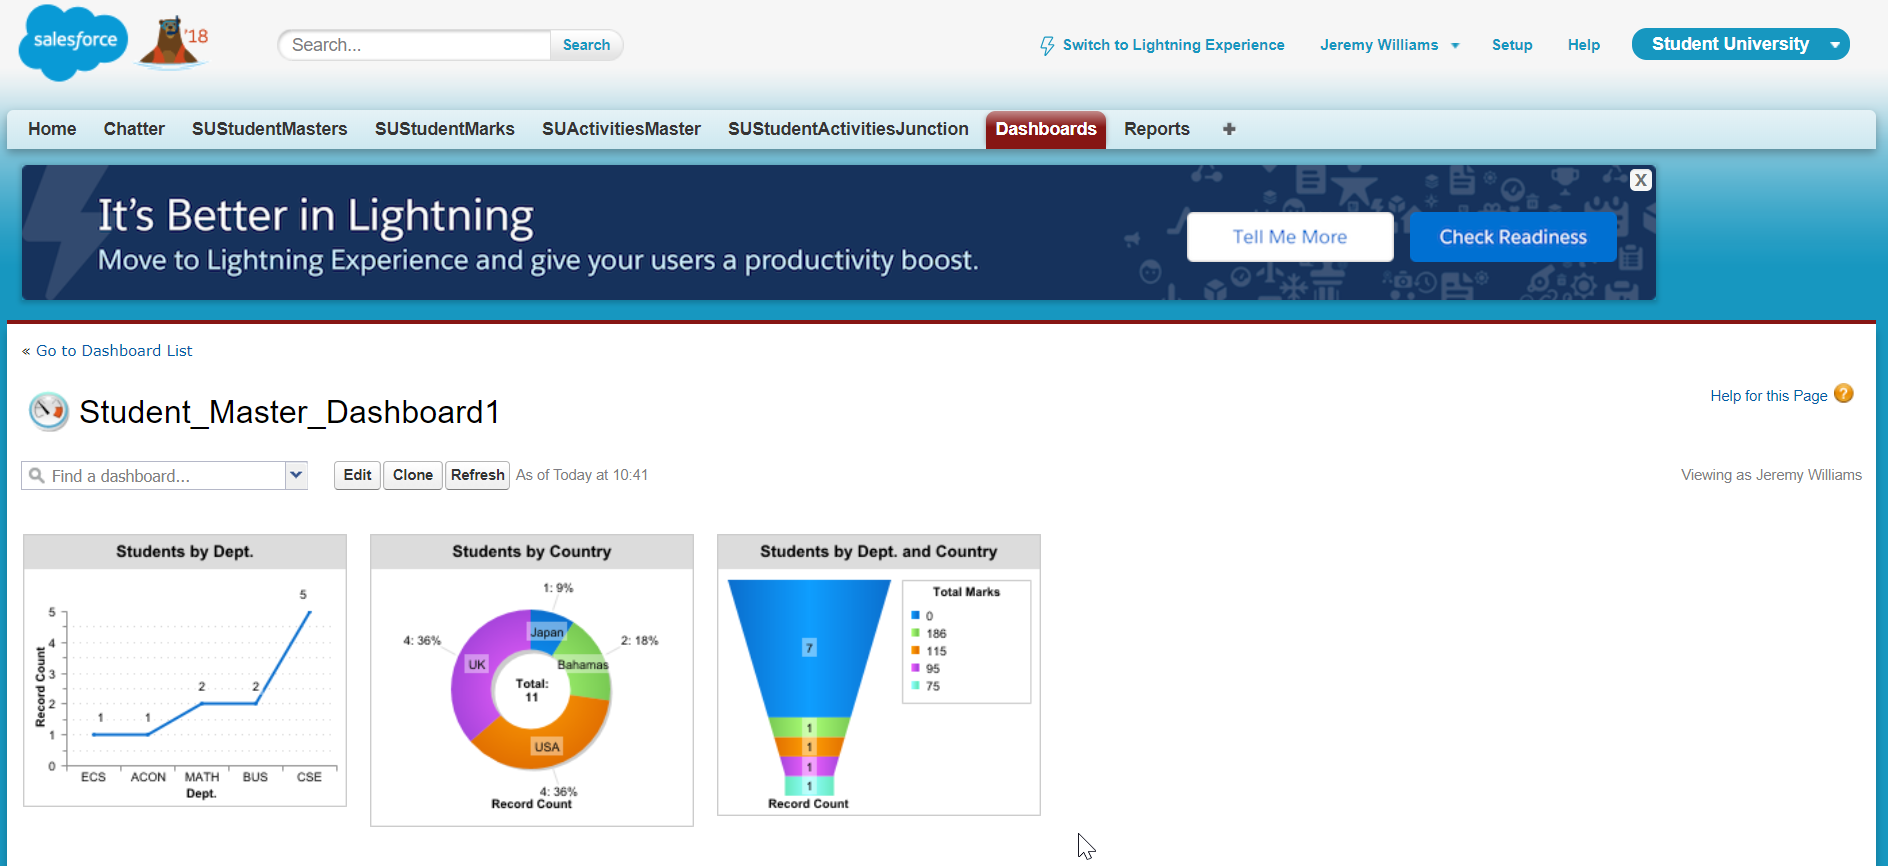 salesforce '18
Search... Search
Switch to Lightning Experience Jeremy Williams Setup Help Student University
Home Chatter SUStudentMasters SUStudentMarks SUActivitiesMaster SUStudentActivitiesJunction Dashboards Reports +
It's Better in Lightning
Move to Lightning Experience and give your users a productivity boost.
Tell Me More Check Readiness X
« Go to Dashboard List
Student_Master_Dashboard1
Help for this Page ?
Find a dashboard... Edit Clone Refresh As of Today at 10:41
Viewing as Jeremy Williams
Students by Dept.
5
5
4
3
2
1
0
Record Count
1 1 2 2
ECS ACON MATH BUS CSE
Dept.
Students by Country
1: 9%
4: 36%
2: 18%
Japan
UK
Bahamas
Total:
11
USA
4: 36%
Record Count
Students by Dept. and Country
7
1
1
1
1
Record Count
Total Marks
0
186
115
95
75